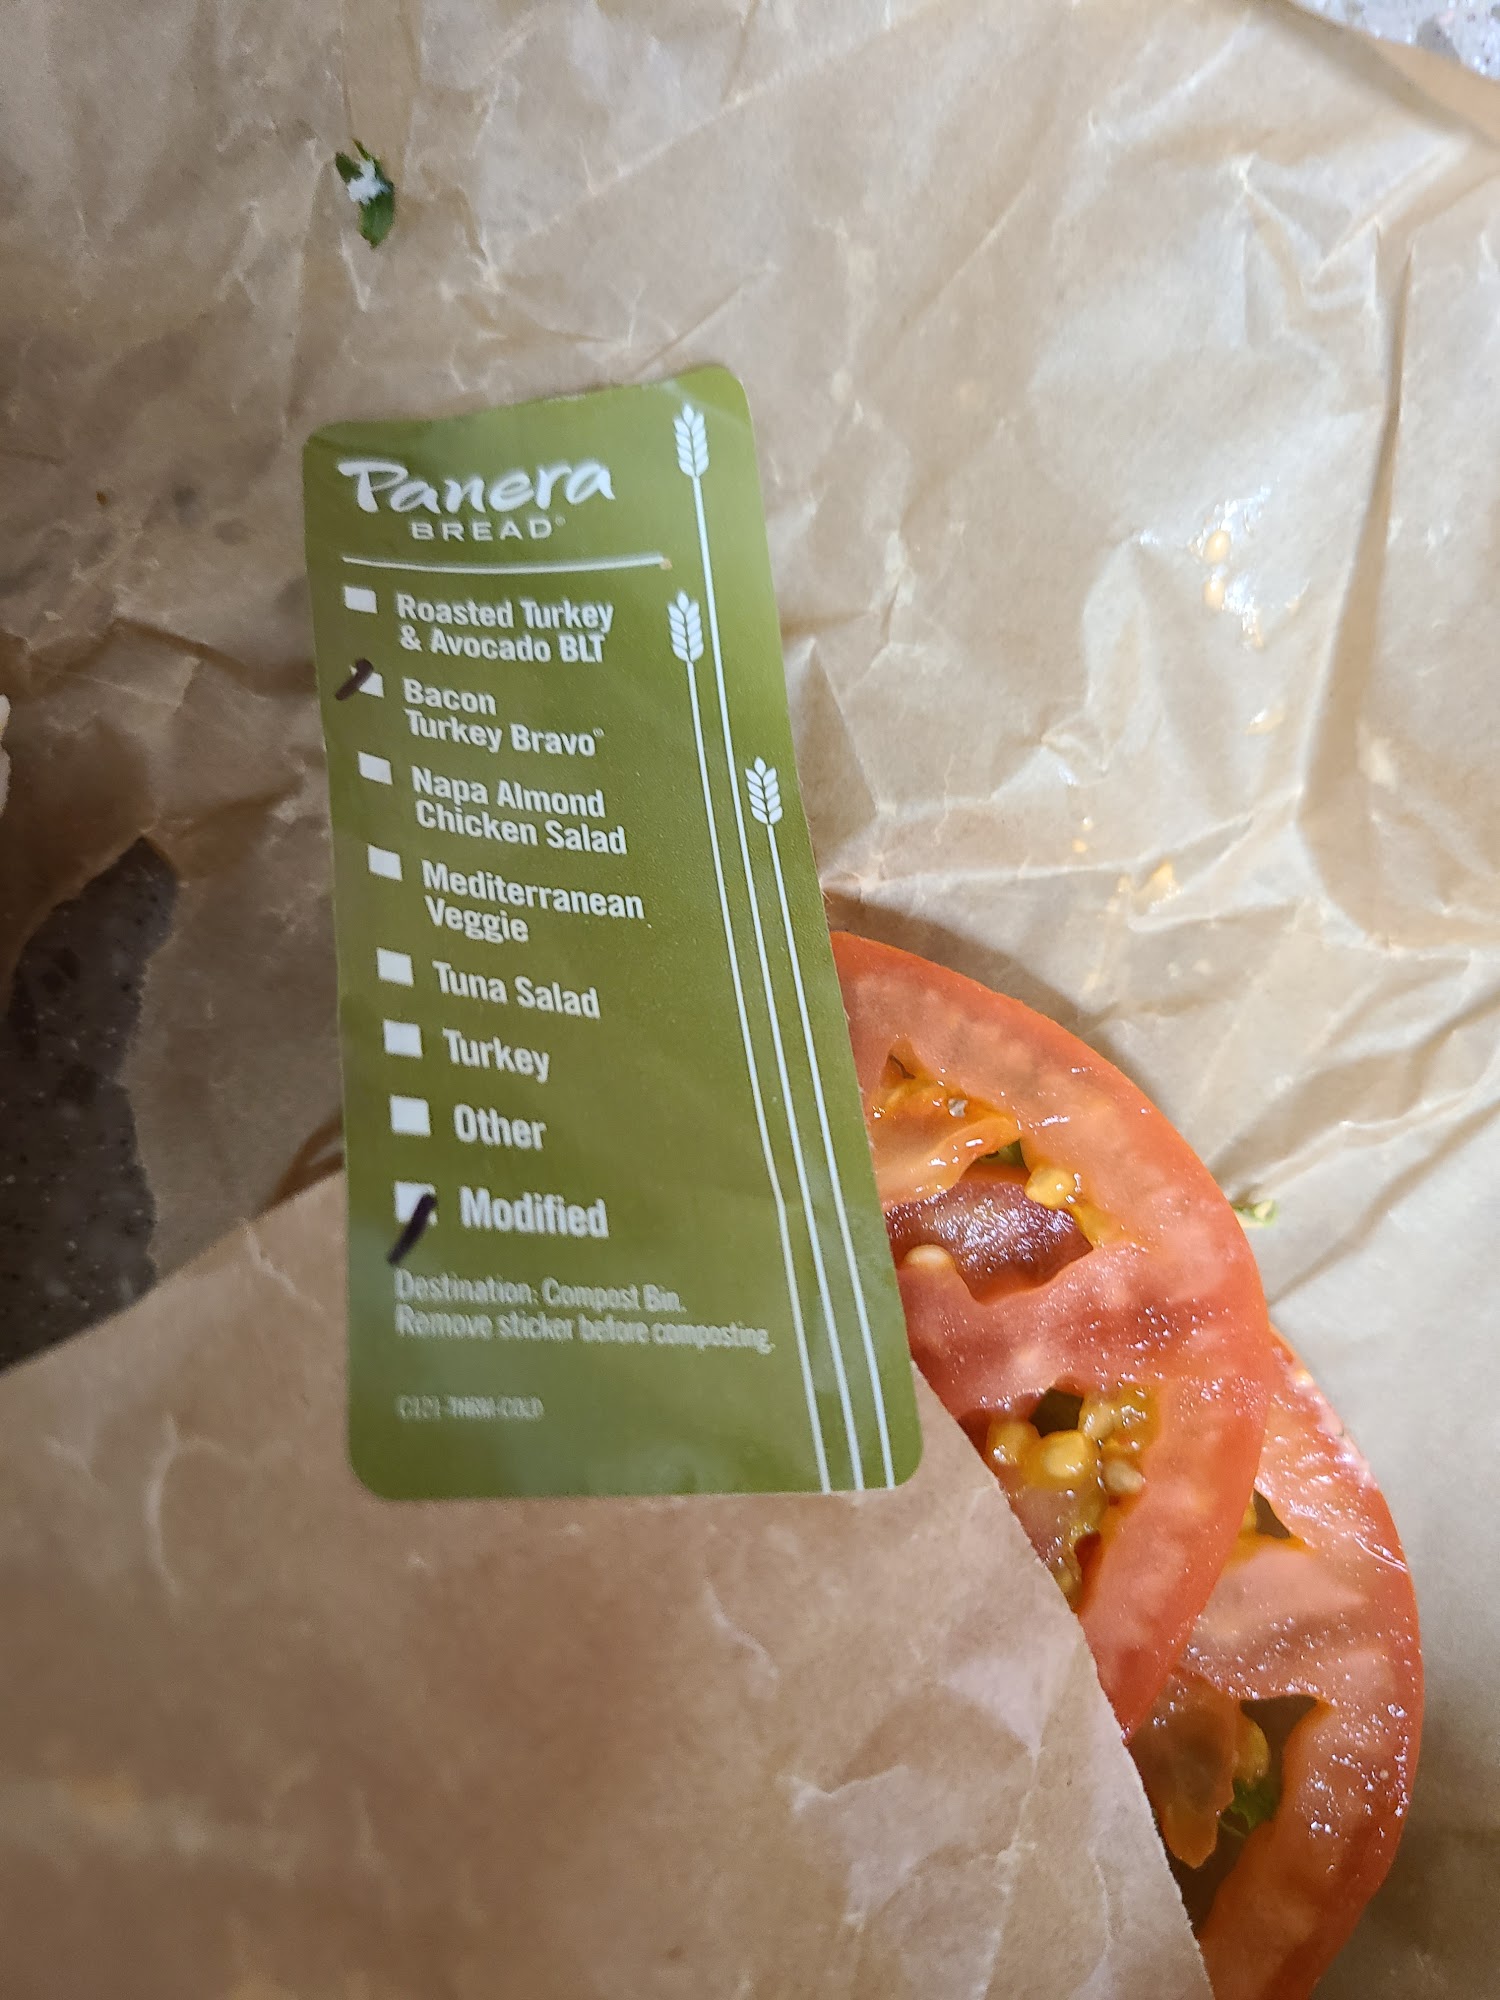 Panera
BREAD®
Roasted Turkey
& Avocado BLT
Bacon
Turkey Bravo®
Napa Almond
Chicken Salad
Mediterranean
Veggie
Tuna Salad
Turkey
Other
Modified
Destination: Compost Bin.
Remove sticker before composting.